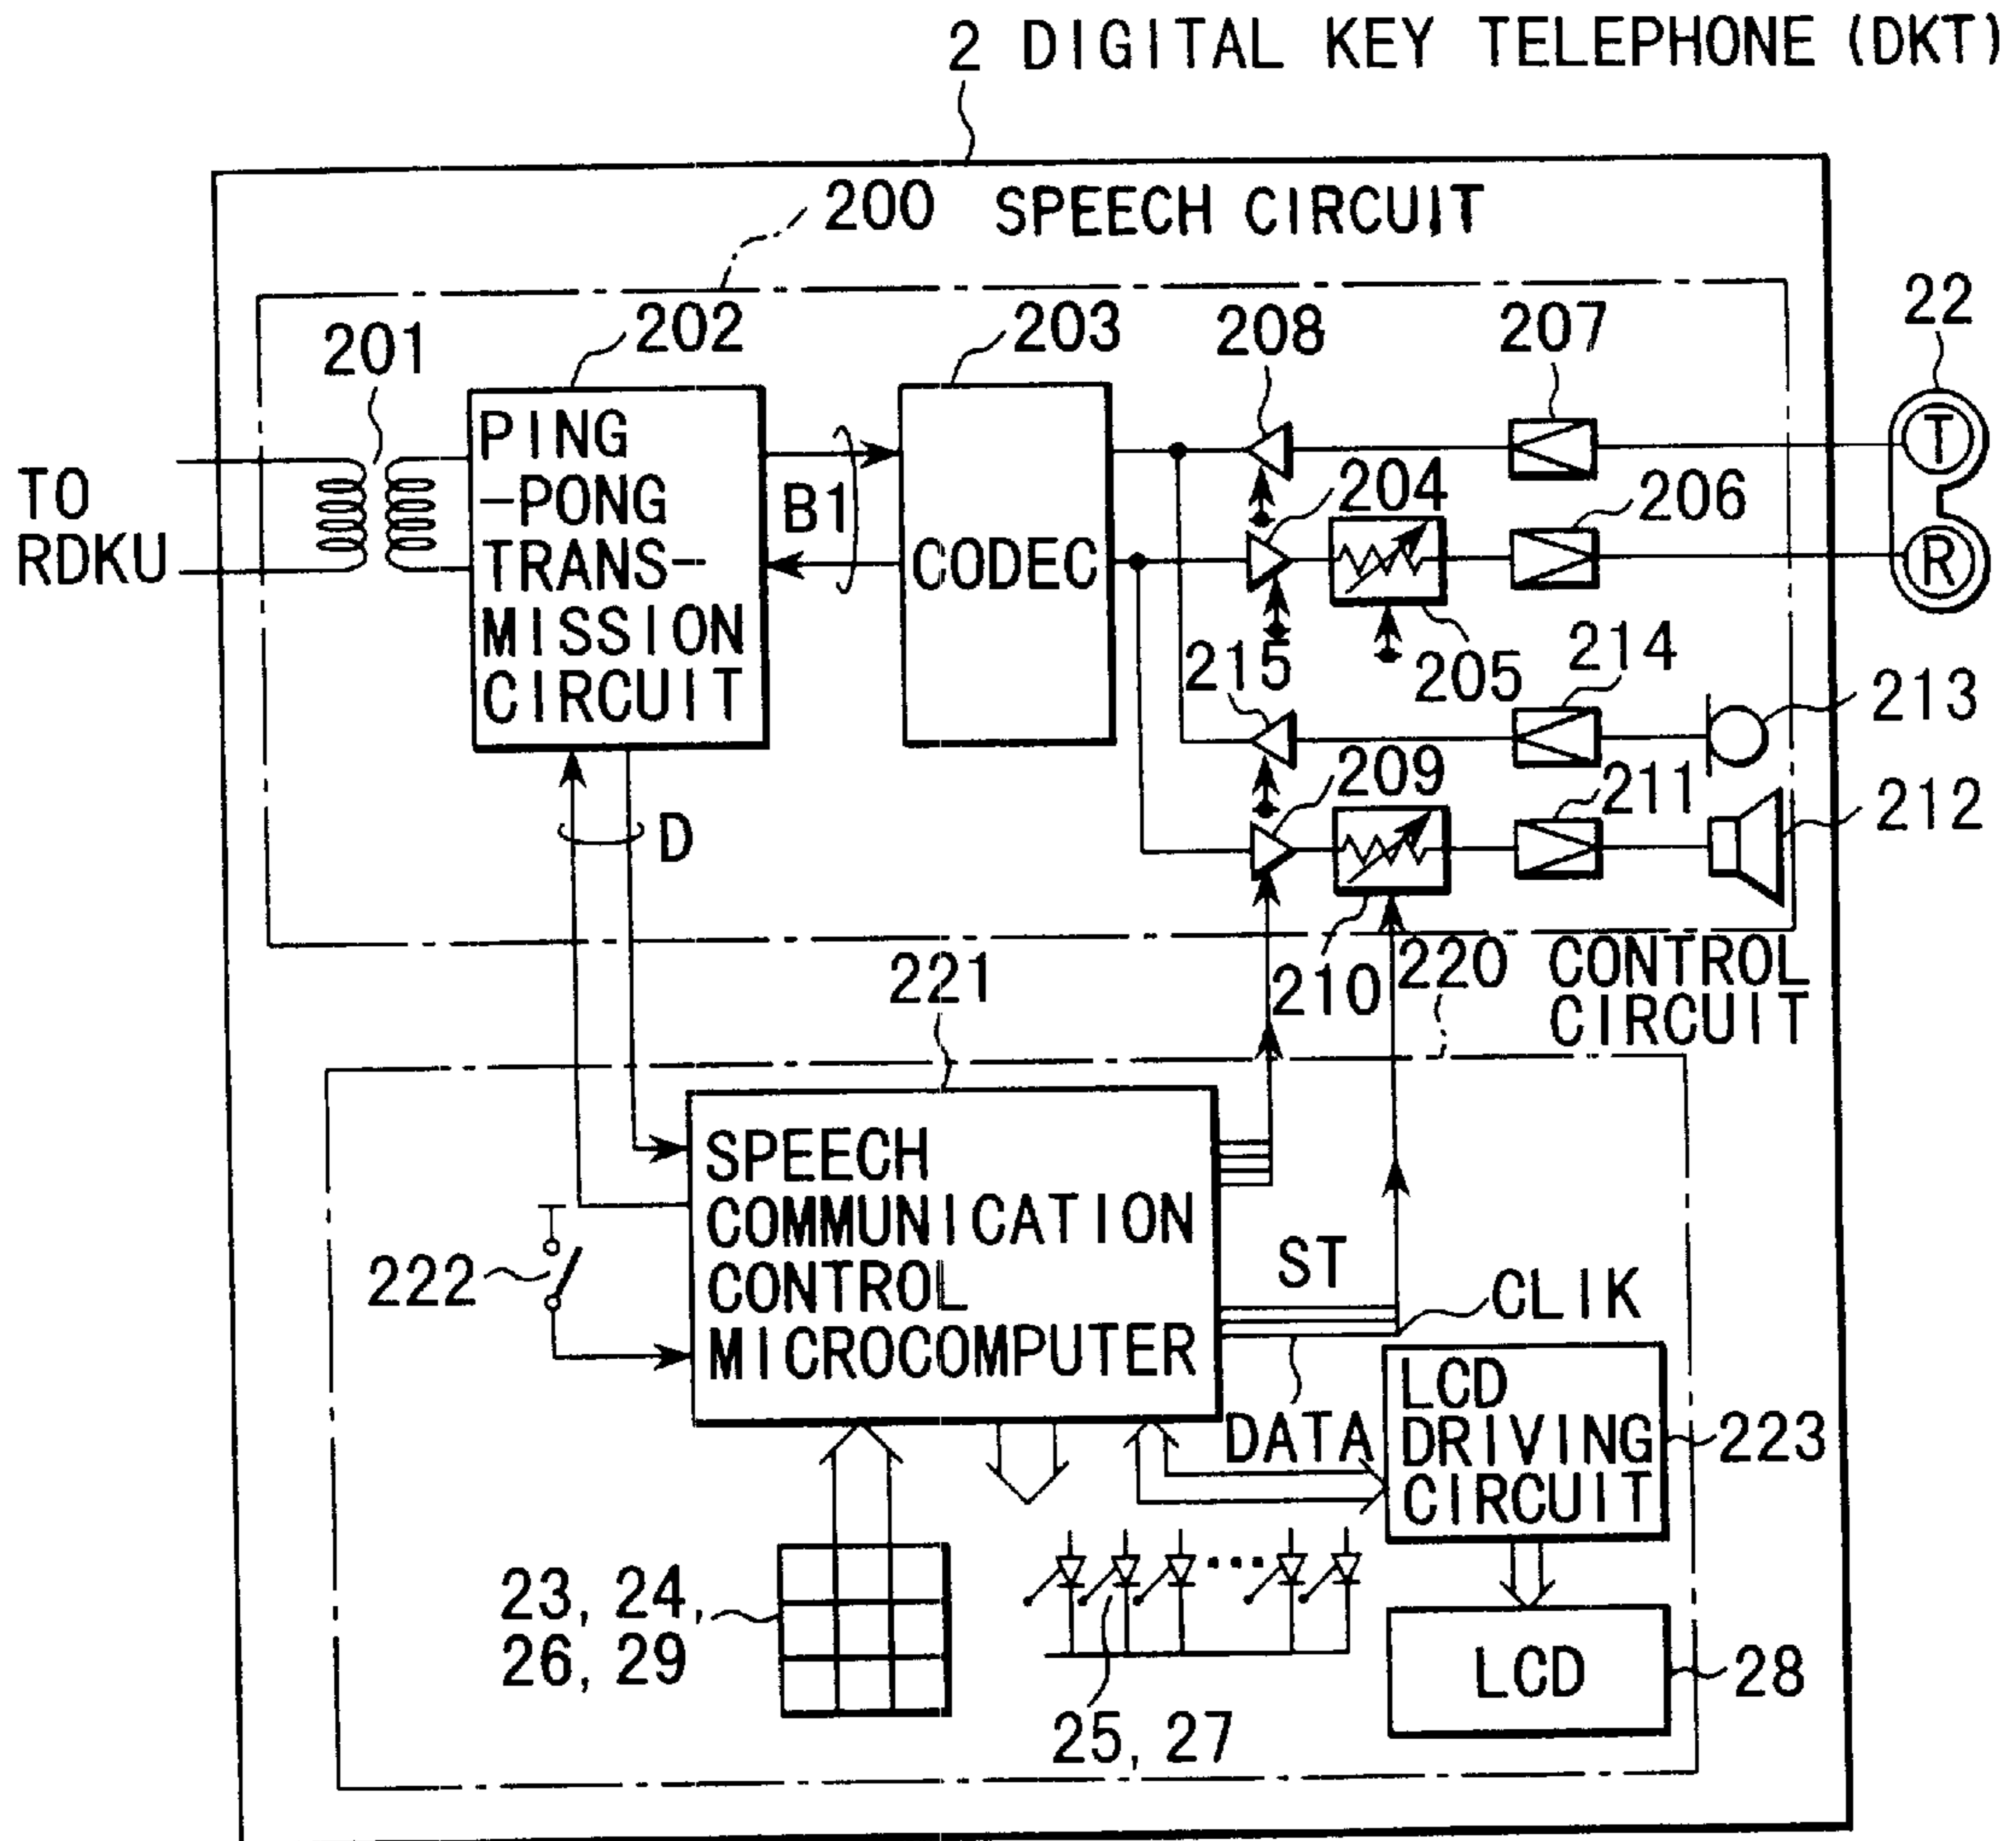 2 DIGITAL KEY TELEPHONE (DKT)
200 SPEECH CIRCUIT
201
202
203
208
207
22
TO
RDKU
PING
-PONG
TRANS-
MISSION
CIRCUIT
B1
CODEC
204
206
T
R
215
205
214
213
209
211
212
D
221
210
220 CONTROL
CIRCUIT
SPEECH
COMMUNICATION
CONTROL
MICROCOMPUTER
222
ST
CLIK
DATA
LCD
DRIVING
CIRCUIT
223
23, 24,
26, 29
25, 27
LCD
28